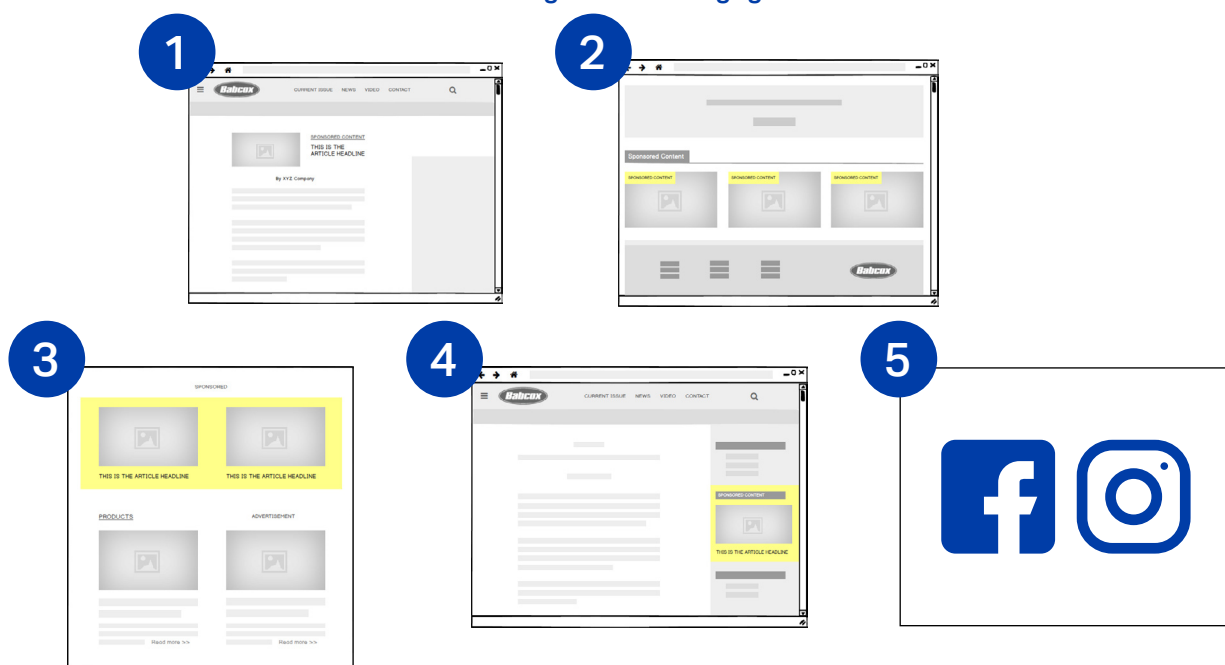 1
Babcox
CURRENT ISSUE NEWS VIDEO CONTACT
SPONSORED CONTENT
THIS IS THE
ARTICLE HEADLINE
By XYZ Company
2
Sponsored Content
SPONSORED CONTENT SPONSORED CONTENT SPONSORED CONTENT
Babcox
3
SPONSORED
THIS IS THE ARTICLE HEADLINE THIS IS THE ARTICLE HEADLINE
PRODUCTS ADVERTISEMENT
Read more >> Read more >>
4
Babcox
CURRENT ISSUE NEWS VIDEO CONTACT
SPONSORED CONTENT
THIS IS THE ARTICLE HEADLINE
5